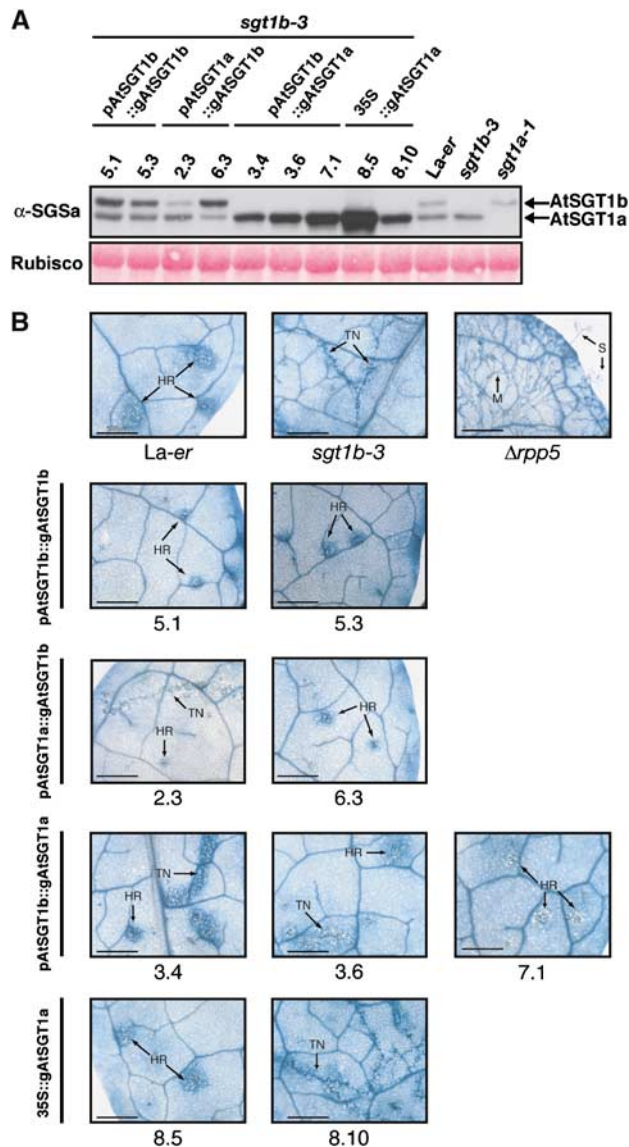 A
sgt1b-3
pAtSGT1b
::gAtSGT1b
pAtSGT1a
::gAtSGT1b
pAtSGT1b
::gAtSGT1a
35S
::gAtSGT1a
5.1 5.3 2.3 6.3 3.4 3.6 7.1 8.5 8.10 La-er sgt1b-3 sgt1a-1
α-SGSa
AtSGT1b
AtSGT1a
Rubisco
B
HR
TN
S
M
La-er sgt1b-3 Δrpp5
pAtSGT1b::gAtSGT1b
HR
HR
5.1 5.3
pAtSGT1a::gAtSGT1b
TN
HR
HR
2.3 6.3
pAtSGT1b::gAtSGT1a
TN
HR
HR
TN
HR
3.4 3.6 7.1
35S::gAtSGT1a
HR
TN
8.5 8.10